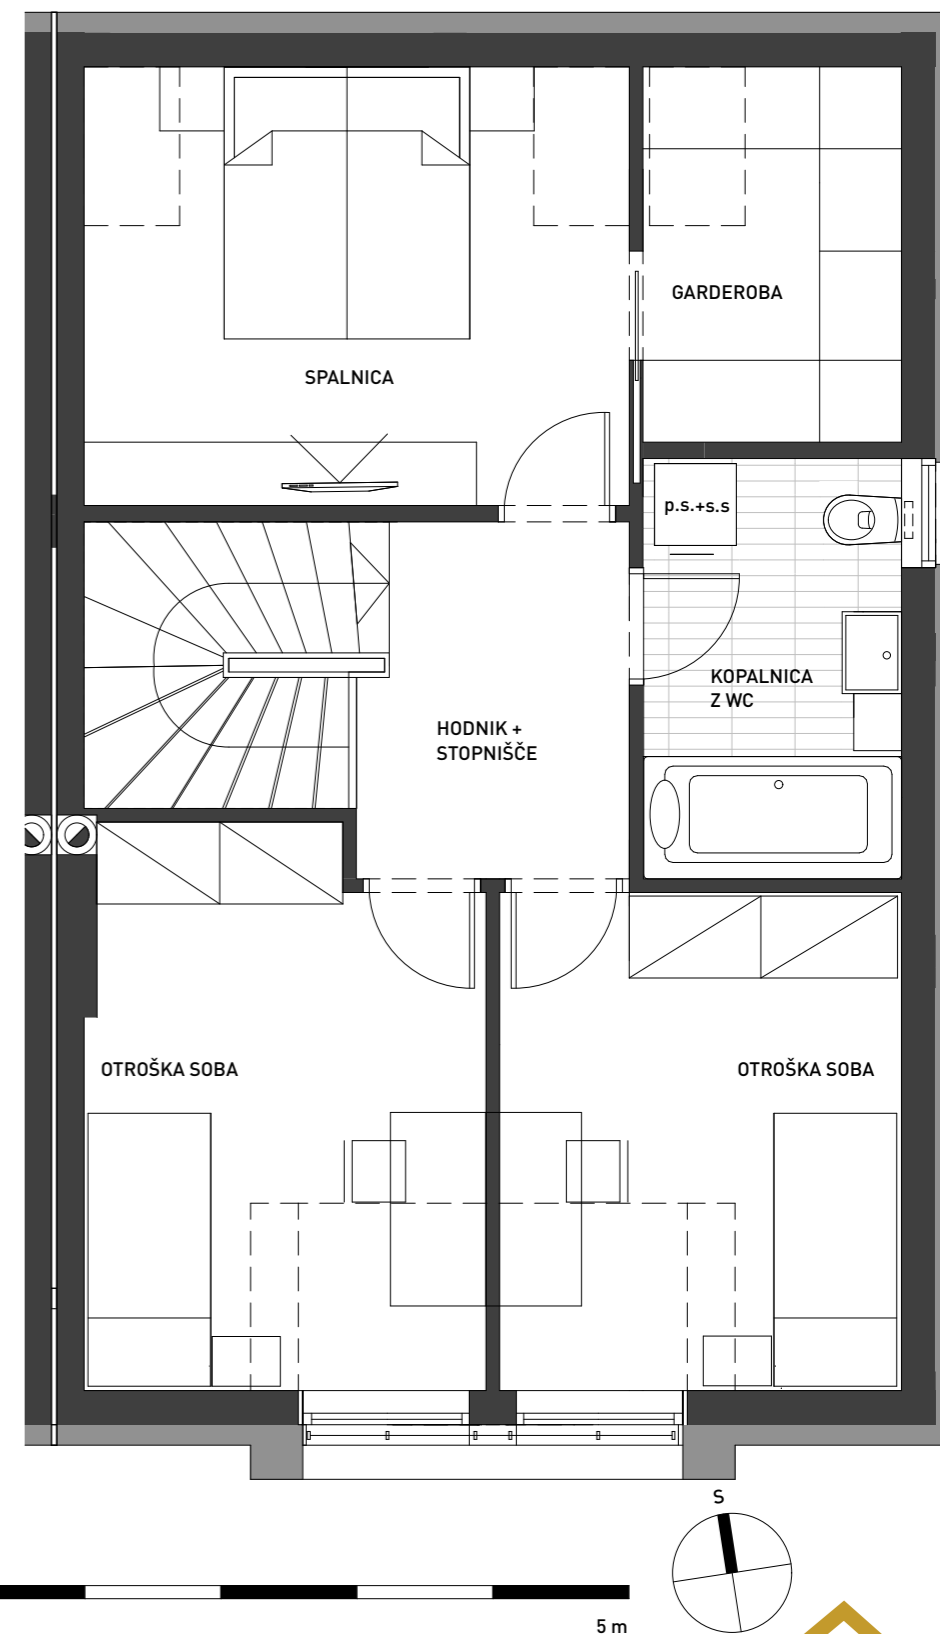 GARDEROBA
SPALNICA
p.s.+s.s
KOPALNICA
Z WC
HODNIK +
STOPNIŠČE
OTROŠKA SOBA
OTROŠKA SOBA
S
5 m